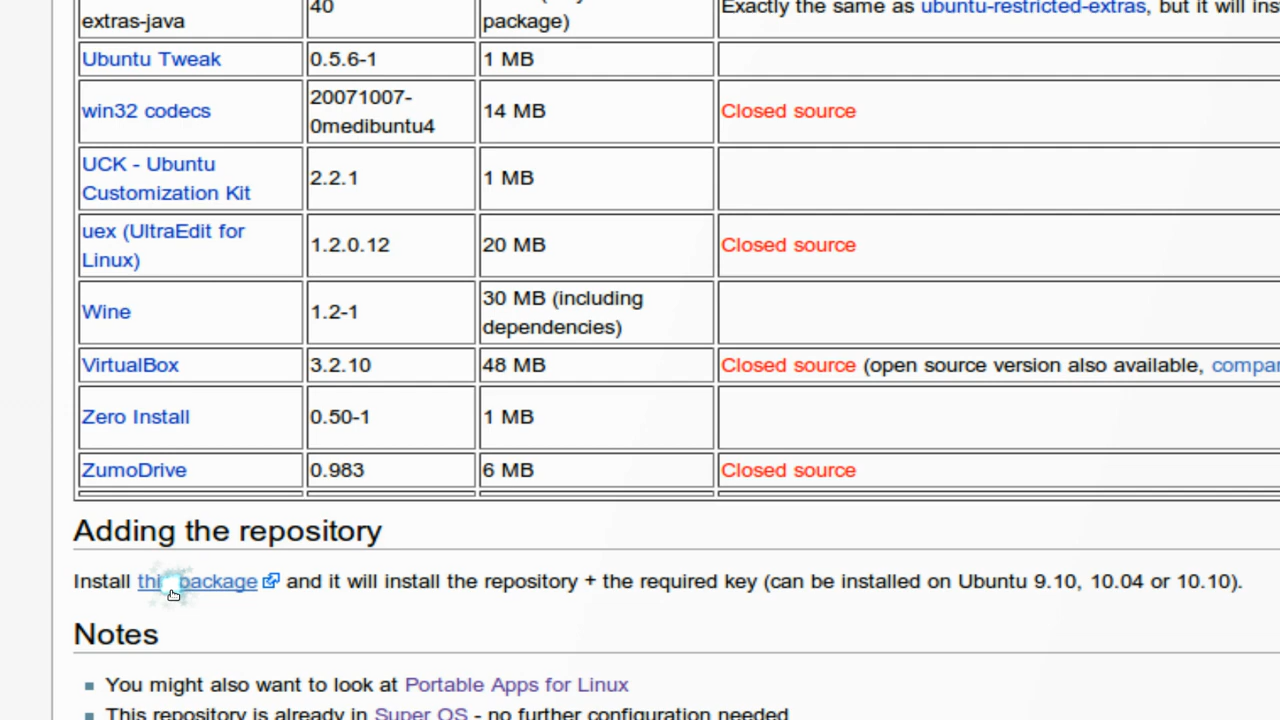 extras-java
40
package)
Exactly the same as ubuntu-restricted-extras, but it will ins
Ubuntu Tweak
0.5.6-1
1 MB
win32 codecs
20071007-
0medibuntu4
14 MB
Closed source
UCK - Ubuntu
Customization Kit
2.2.1
1 MB
uex (UltraEdit for
Linux)
1.2.0.12
20 MB
Closed source
Wine
1.2-1
30 MB (including
dependencies)
VirtualBox
3.2.10
48 MB
Closed source (open source version also available, compar
Zero Install
0.50-1
1 MB
ZumoDrive
0.983
6 MB
Closed source
Adding the repository
Install this package and it will install the repository + the required key (can be installed on Ubuntu 9.10, 10.04 or 10.10).
Notes
You might also want to look at Portable Apps for Linux
This repository is already in Super OS - no further configuration needed